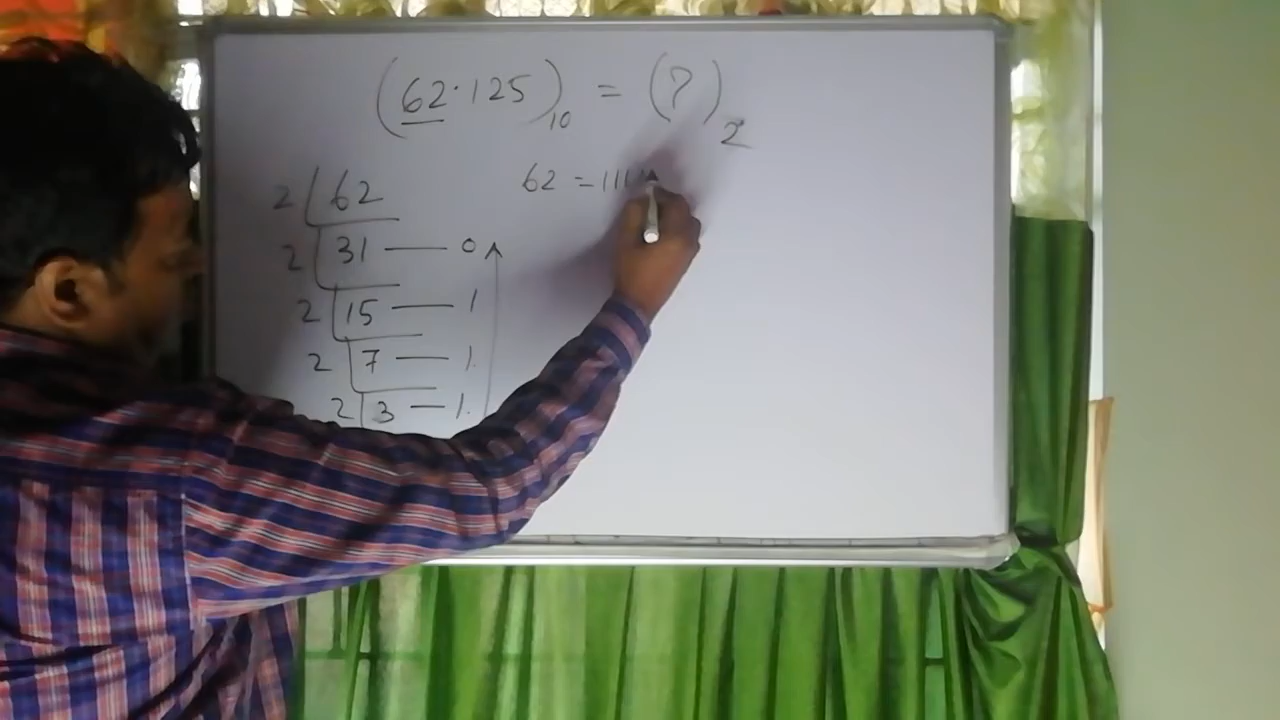 (62.125)10 = (?)2
62 = 1111
2 62
2 31 — 0
2 15 — 1
2 7 — 1
2 3 — 1